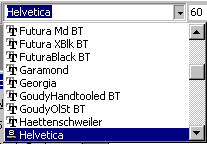 Helvetica 60
Futura Md BT
Futura XBlk BT
FuturaBlack BT
Garamond
Georgia
GoudyHandtooled BT
GoudyOlSt BT
Haettenschweiler
Helvetica